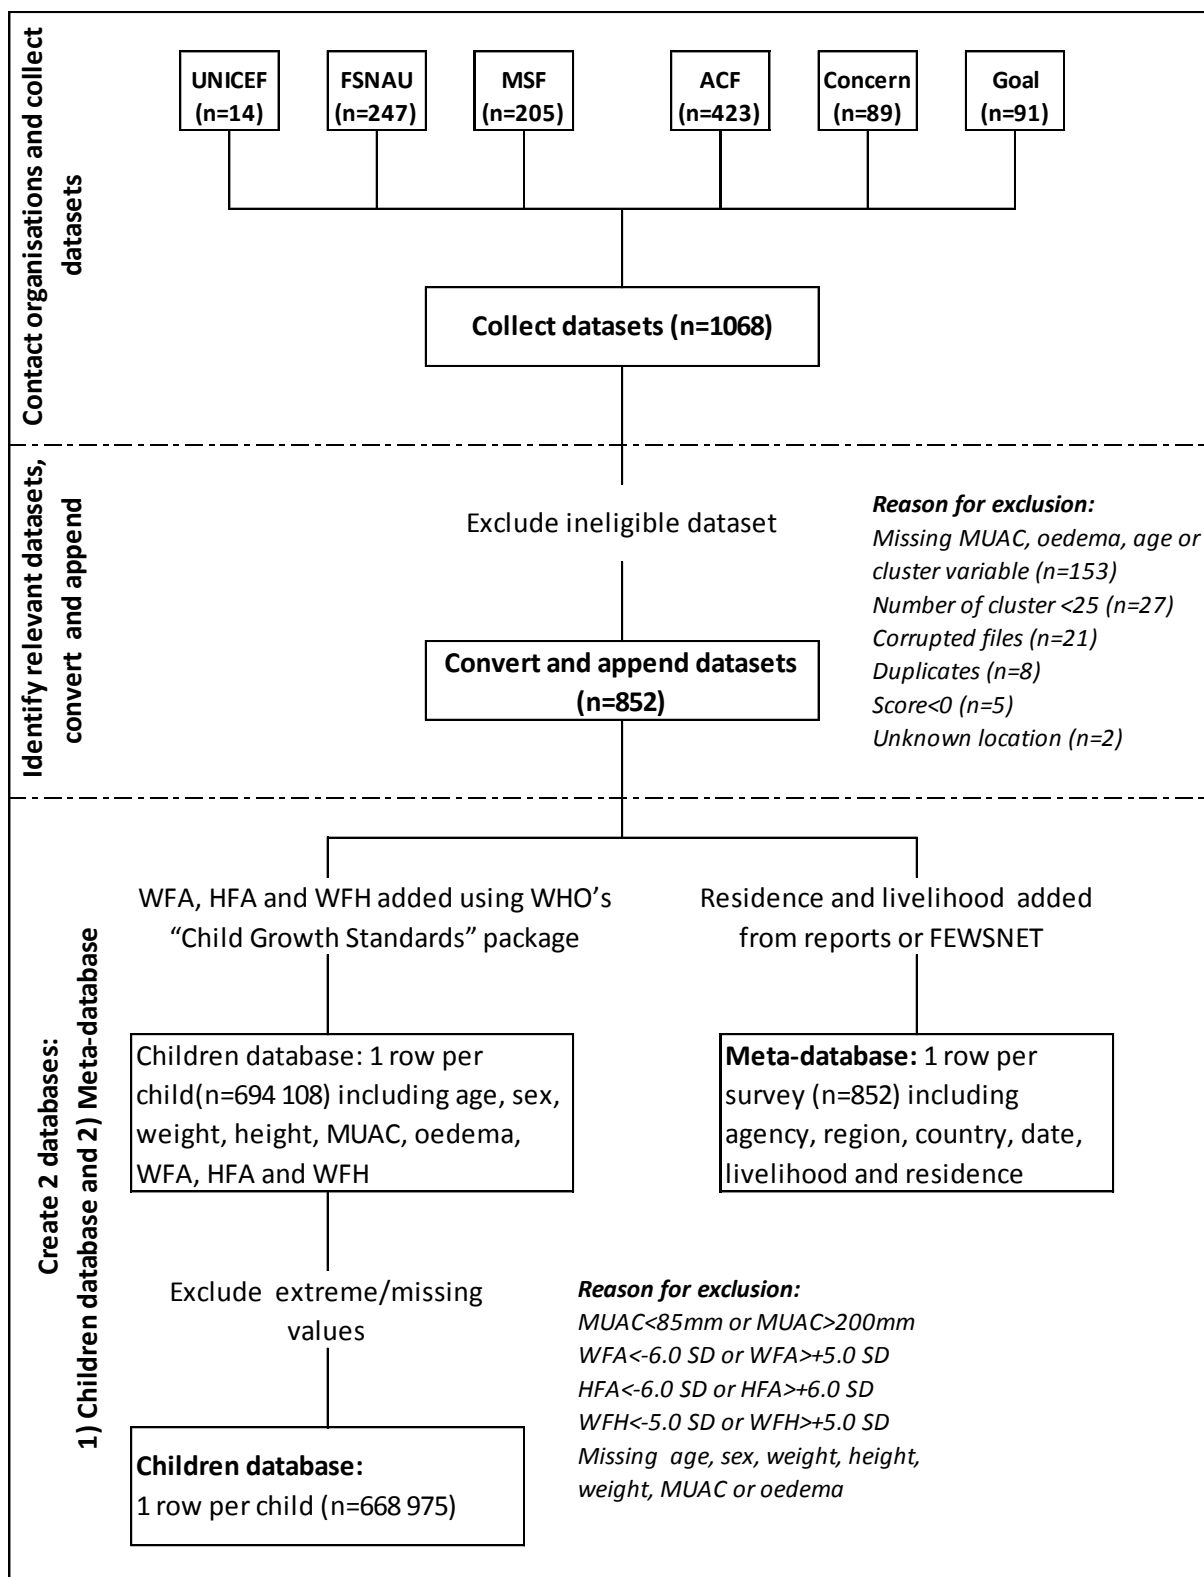 Contact organisations and collect
datasets
UNICEF
(n=14)
FSNAU
(n=247)
MSF
(n=205)
ACF
(n=423)
Concern
(n=89)
Goal
(n=91)
Collect datasets (n=1068)
Identify relevant datasets,
convert and append
Exclude ineligible dataset
Reason for exclusion:
Missing MUAC, oedema, age or
cluster variable (n=153)
Number of cluster <25 (n=27)
Corrupted files (n=21)
Duplicates (n=8)
Score<0 (n=5)
Unknown location (n=2)
Convert and append datasets
(n=852)
Create 2 databases:
1) Children database and 2) Meta-database
WFA, HFA and WFH added using WHO's
"Child Growth Standards" package
Residence and livelihood added
from reports or FEWSNET
Children database: 1 row per
child(n=694 108) including age, sex,
weight, height, MUAC, oedema,
WFA, HFA and WFH
Meta-database: 1 row per
survey (n=852) including
agency, region, country, date,
livelihood and residence
Exclude extreme/missing
values
Reason for exclusion:
MUAC<85mm or MUAC>200mm
WFA<-6.0 SD or WFA>+5.0 SD
HFA<-6.0 SD or HFA>+6.0 SD
WFH<-5.0 SD or WFH>+5.0 SD
Missing age, sex, weight, height,
weight, MUAC or oedema
Children database:
1 row per child (n=668 975)